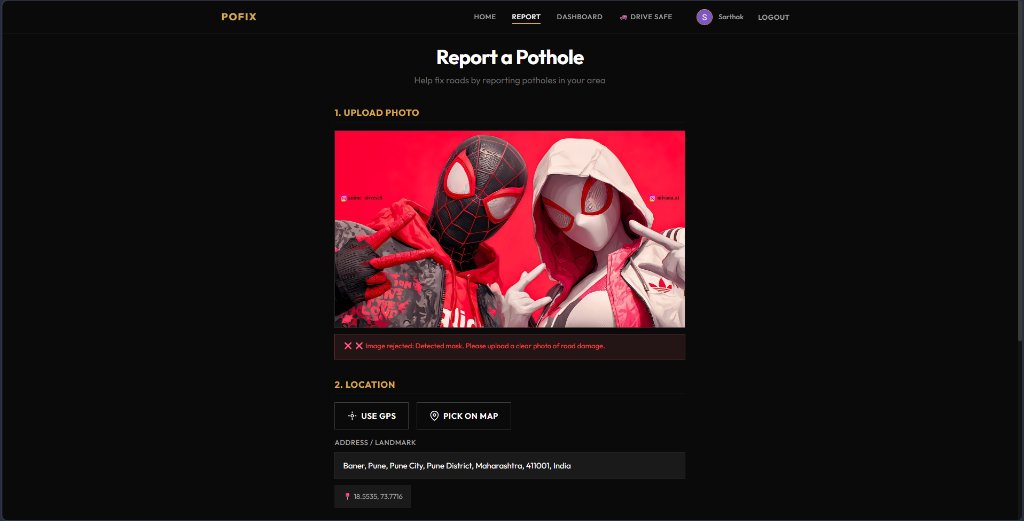 POFIX
HOME REPORT DASHBOARD DRIVE SAFE S Sarthak LOGOUT
Report a Pothole
Help fix roads by reporting potholes in your area
1. UPLOAD PHOTO
Image rejected: Detected mask. Please upload a clear photo of road damage.
2. LOCATION
USE GPS PICK ON MAP
ADDRESS / LANDMARK
Baner, Pune, Pune City, Pune District, Maharashtra, 411001, India
18.5535, 73.7716